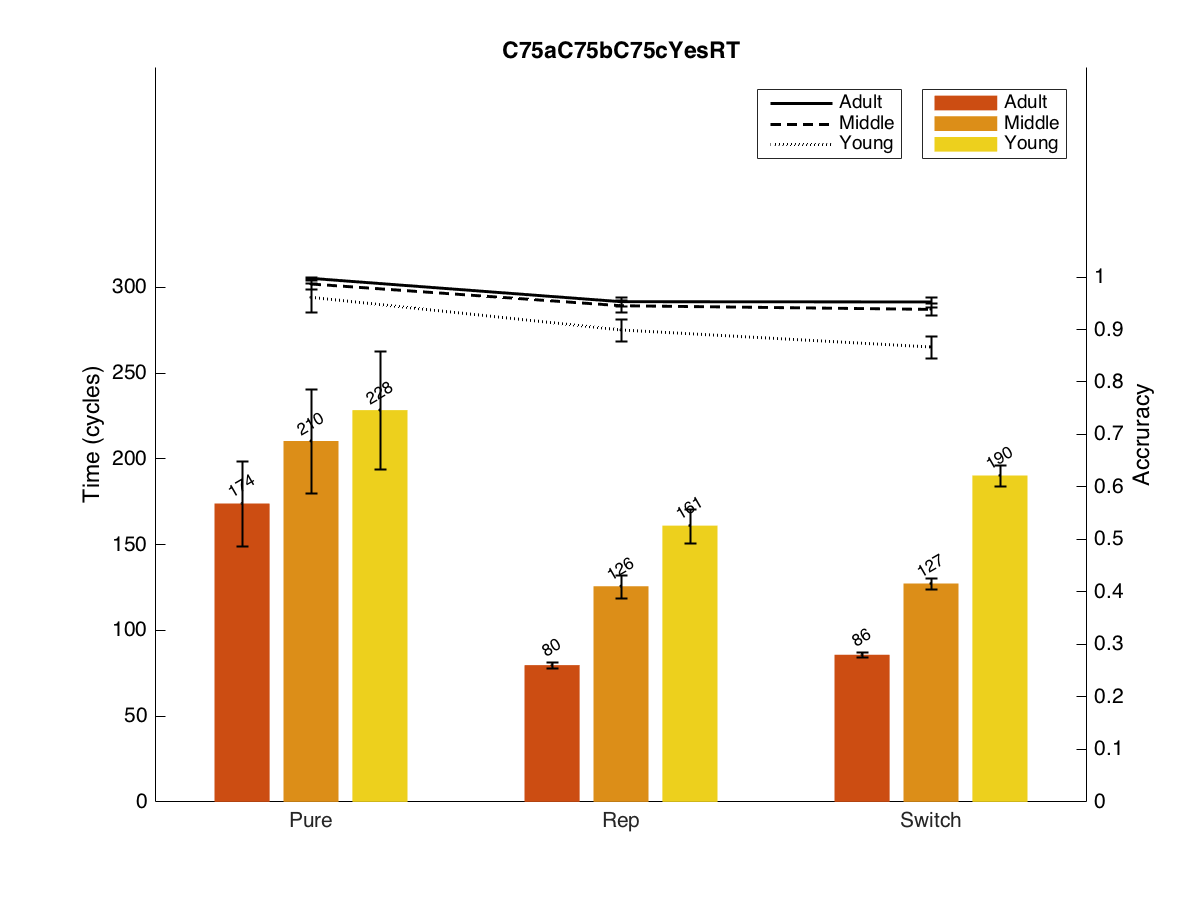 C75aC75bC75cYesRT
Adult
Middle
Young
Adult
Middle
Young
Time (cycles)
300
250
200
150
100
50
0
Accruracy
1
0.9
0.8
0.7
0.6
0.5
0.4
0.3
0.2
0.1
0
174
210
228
80
126
161
86
127
190
Pure
Rep
Switch